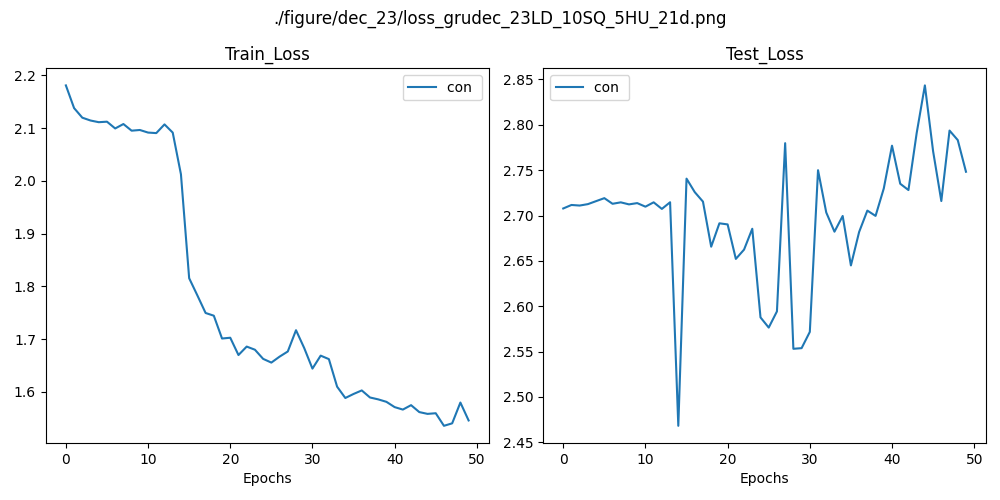 ./figure/dec_23/loss_grudec_23LD_10SQ_5HU_21d.png
Train_Loss
con
2.2
2.1
2.0
1.9
1.8
1.7
1.6
0 10 20 30 40 50
Epochs
Test_Loss
con
2.85
2.80
2.75
2.70
2.65
2.60
2.55
2.50
2.45
0 10 20 30 40 50
Epochs